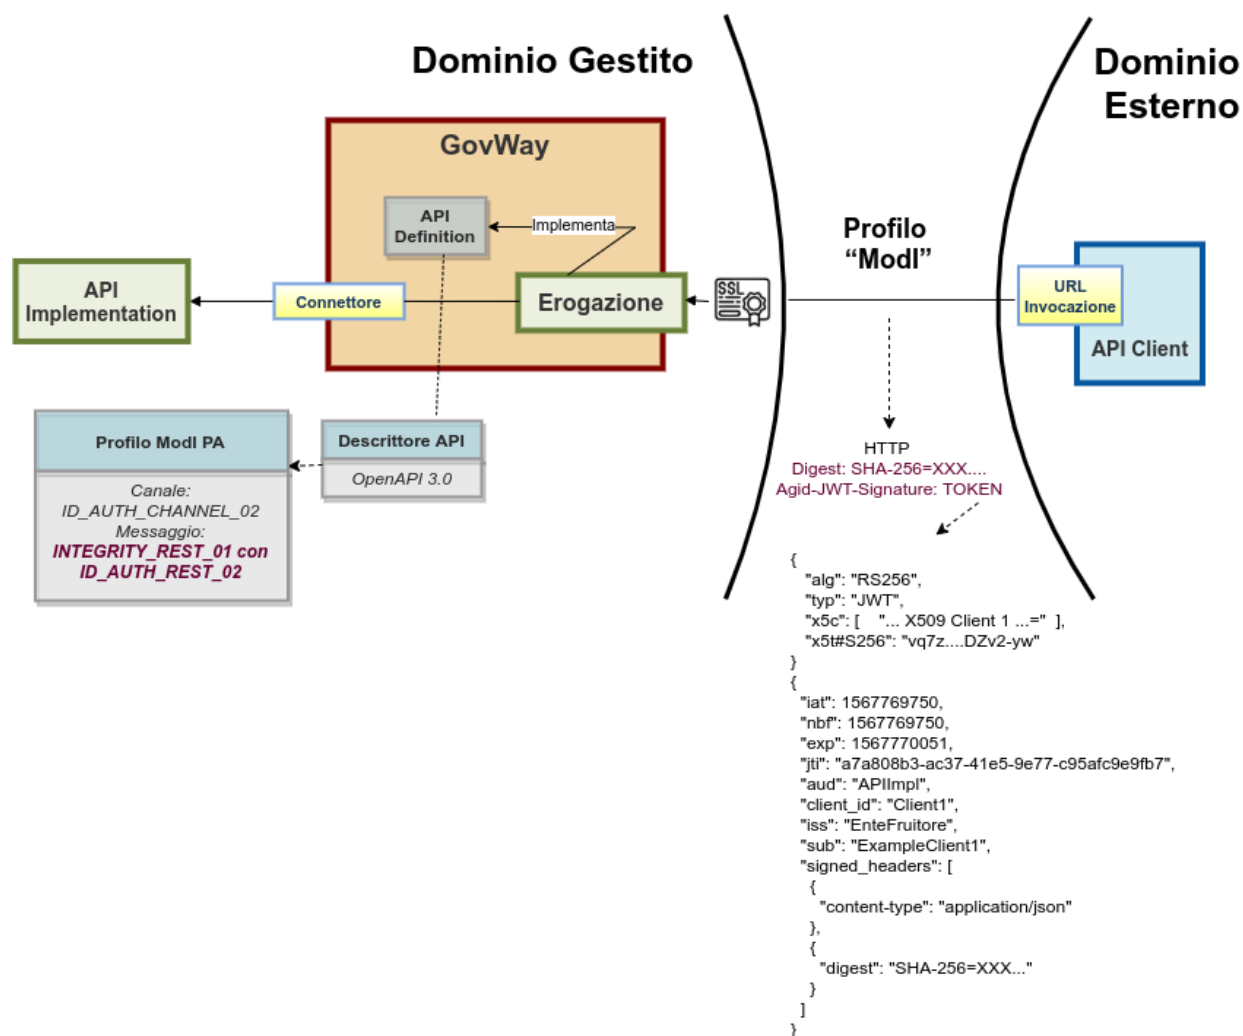 Dominio Gestito
Dominio
Esterno
GovWay
API
Definition
Implementa
Profilo
“ModI”
API
Implementation
Connettore
Erogazione
SSL
URL
Invocazione
API Client
Profilo ModI PA
Canale:
ID_AUTH_CHANNEL_02
Messaggio:
INTEGRITY_REST_01 con
ID_AUTH_REST_02
Descrittore API
OpenAPI 3.0
HTTP
Digest: SHA-256=XXX....
Agid-JWT-Signature: TOKEN
{
"alg": "RS256",
"typ": "JWT",
"x5c": [ "... X509 Client 1 ...=" ],
"x5t#S256": "vq7z....DZv2-yw"
}
{
"iat": 1567769750,
"nbf": 1567769750,
"exp": 1567770051,
"jti": "a7a808b3-ac37-41e5-9e77-c95afc9e9fb7",
"aud": "APIImpl",
"client_id": "Client1",
"iss": "EnteFruitore",
"sub": "ExampleClient1",
"signed_headers": [
{
"content-type": "application/json"
},
{
"digest": "SHA-256=XXX..."
}
]
}